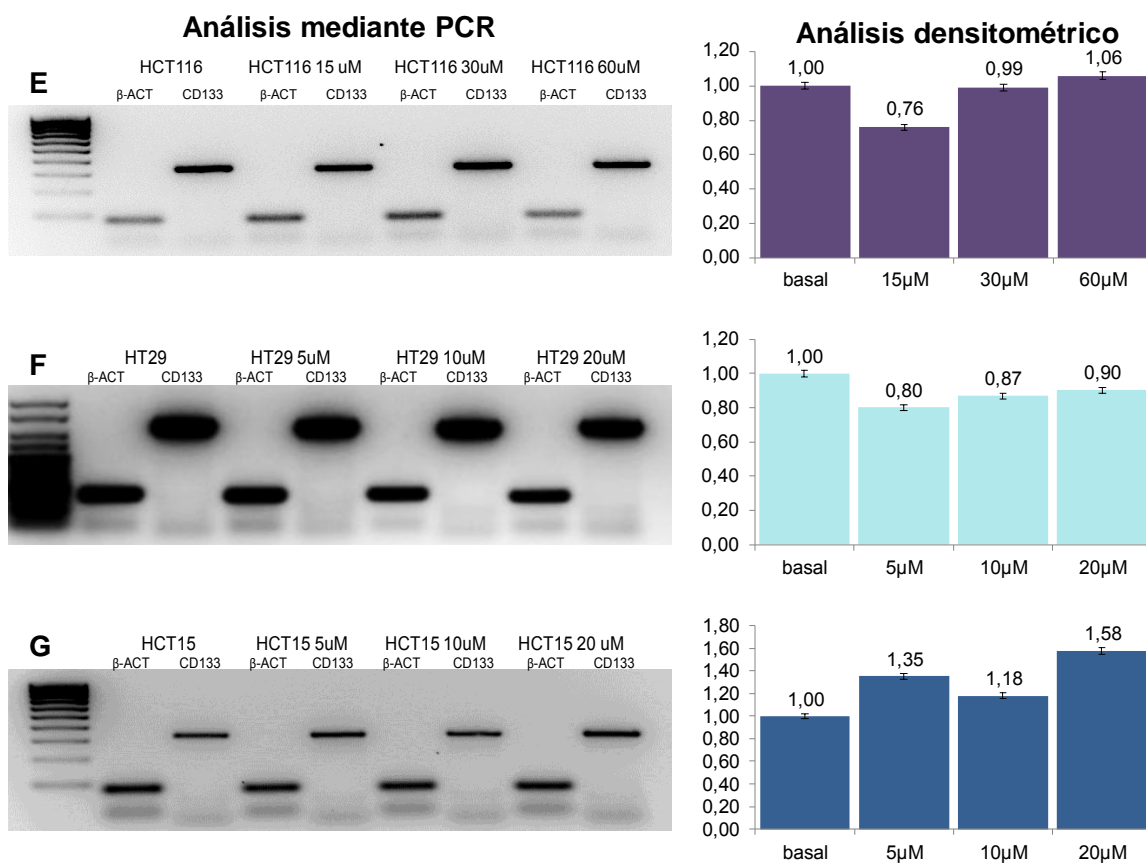 Análisis mediante PCR
E
HCT116 HCT116 15 uM HCT116 30uM HCT116 60uM
β-ACT CD133 β-ACT CD133 β-ACT CD133 β-ACT CD133
Análisis densitométrico
1,20
1,00
0,80
0,60
0,40
0,20
0,00
1,00 0,76 0,99 1,06
basal 15µM 30µM 60µM
F
HT29 HT29 5uM HT29 10uM HT29 20uM
β-ACT CD133 β-ACT CD133 β-ACT CD133 β-ACT CD133
1,20
1,00
0,80
0,60
0,40
0,20
0,00
1,00 0,80 0,87 0,90
basal 5µM 10µM 20µM
G
HCT15 HCT15 5uM HCT15 10uM HCT15 20 uM
β-ACT CD133 β-ACT CD133 β-ACT CD133 β-ACT CD133
1,80
1,60
1,40
1,20
1,00
0,80
0,60
0,40
0,20
0,00
1,00 1,35 1,18 1,58
basal 5µM 10µM 20µM